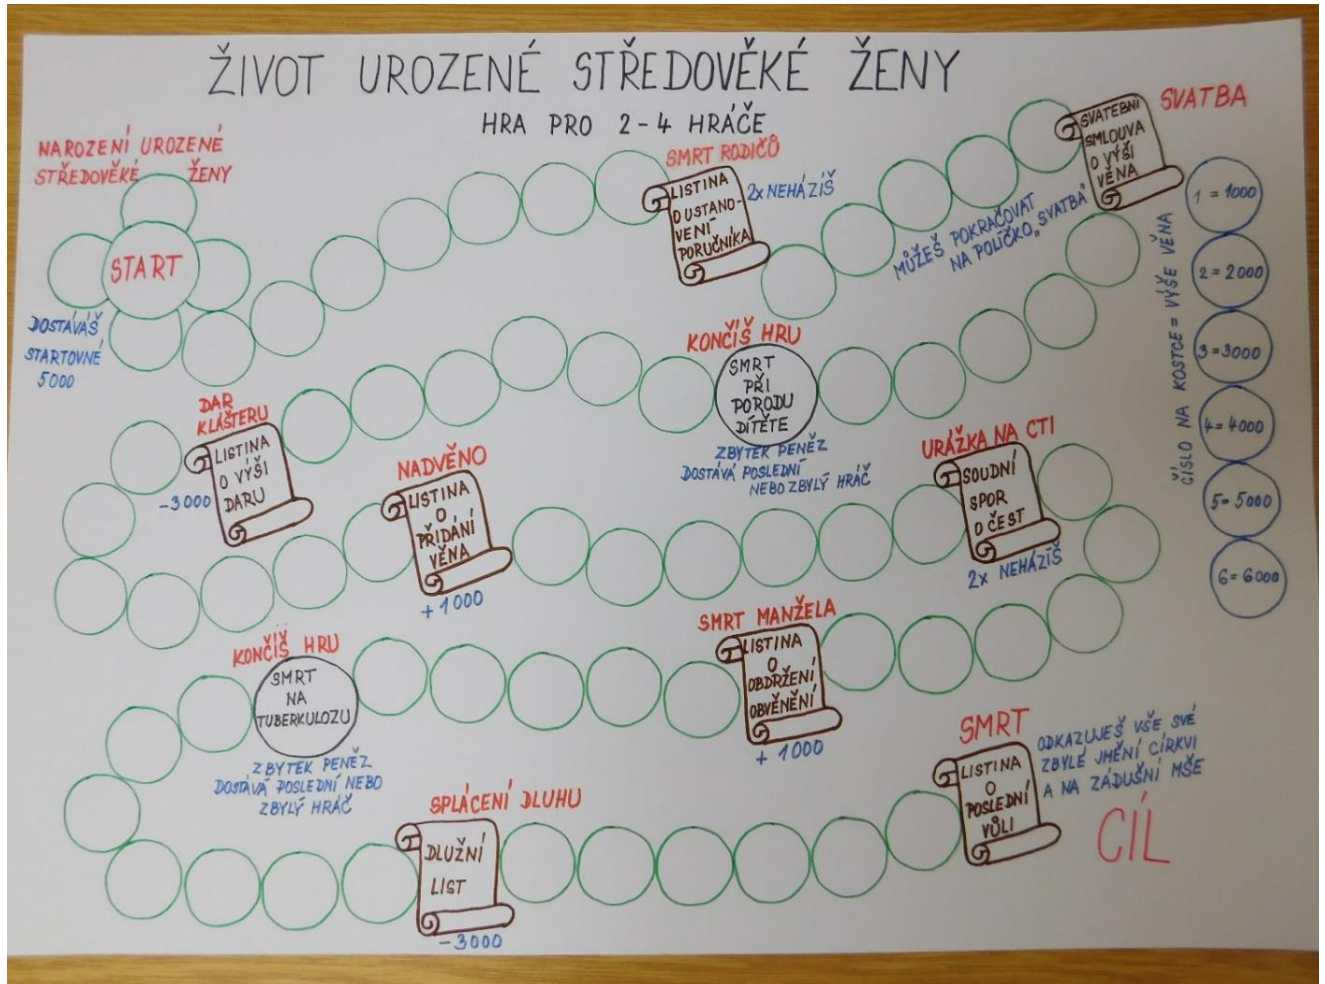 ŽIVOT UROZENÉ STŘEDOVĚKÉ ŽENY
HRA PRO 2-4 HRÁČE
NAROZENÍ UROZENÉ
STŘEDOVĚKÉ ŽENY
START
DOSTÁVÁŠ
STARTOVNÉ
5000
SMRT RODIČŮ
LISTINA
O USTANO-
VENÍ
PORUČNÍKA
2x NEHÁZÍŠ
MŮŽEŠ POKRAČOVAT
NA POLÍČKO „SVATBA"
SVATBA
SVATEBNÍ
SMLOUVA
O VÝŠI
VĚNA
ČÍSLO NA KOSTCE = VÝŠE VĚNA
1 = 1000
2 = 2000
3 = 3000
4 = 4000
5 = 5000
6 = 6000
KONČÍŠ HRU
SMRT
PŘI
PORODU
DÍTĚTE
ZBYTEK PENĚZ
DOSTÁVÁ POSLEDNÍ
NEBO ZBYLÝ HRÁČ
DAR
KLÁŠTERU
LISTINA
O VÝŠI
DARU
-3000
NADVĚNO
LISTINA
O
PŘIDÁNÍ
VĚNA
+1000
URÁŽKA NA CTI
SOUDNÍ
SPOR
O ČEST
2x NEHÁZÍŠ
SMRT MANŽELA
LISTINA
O
OBDRŽENÍ
OBVĚNĚNÍ
+ 1000
KONČÍŠ HRU
SMRT
NA
TUBERKULOZU
ZBYTEK PENĚZ
DOSTÁVÁ POSLEDNÍ NEBO
ZBYLÝ HRÁČ
SPLÁCENÍ DLUHU
DLUŽNÍ
LIST
-3000
SMRT
LISTINA
O
POSLEDNÍ
VŮLI
ODKAZUJEŠ VŠE SVÉ
ZBYLÉ JMĚNÍ CÍRKVI
A NA ZÁDUŠNÍ MŠE
CÍL